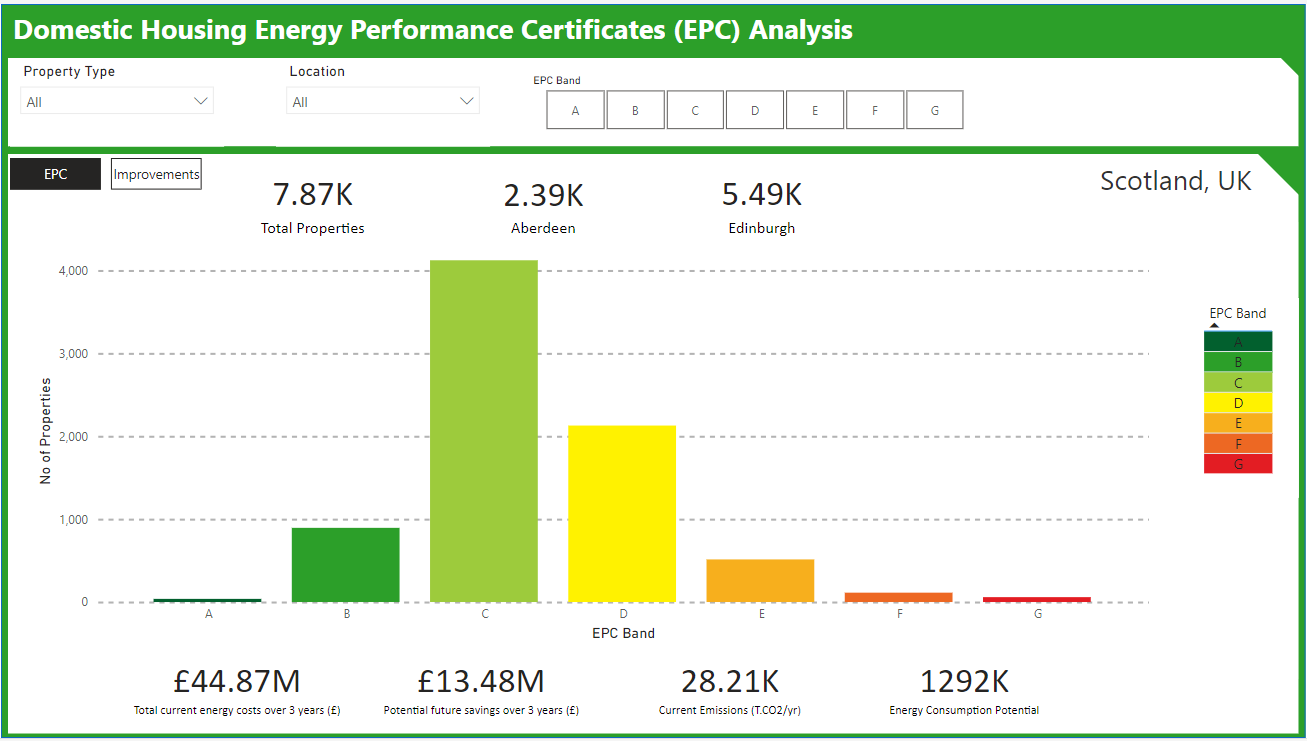 Domestic Housing Energy Performance Certificates (EPC) Analysis
Property Type
Location
EPC Band
All
All
A B C D E F G
EPC
Improvements
Scotland, UK
7.87K
2.39K
5.49K
Total Properties
Aberdeen
Edinburgh
4,000
3,000
2,000
1,000
0
No of Properties
A B C D E F G
EPC Band
EPC Band
A
B
C
D
E
F
G
£44.87M
£13.48M
28.21K
1292K
Total current energy costs over 3 years (£)
Potential future savings over 3 years (£)
Current Emissions (T.CO2/yr)
Energy Consumption Potential